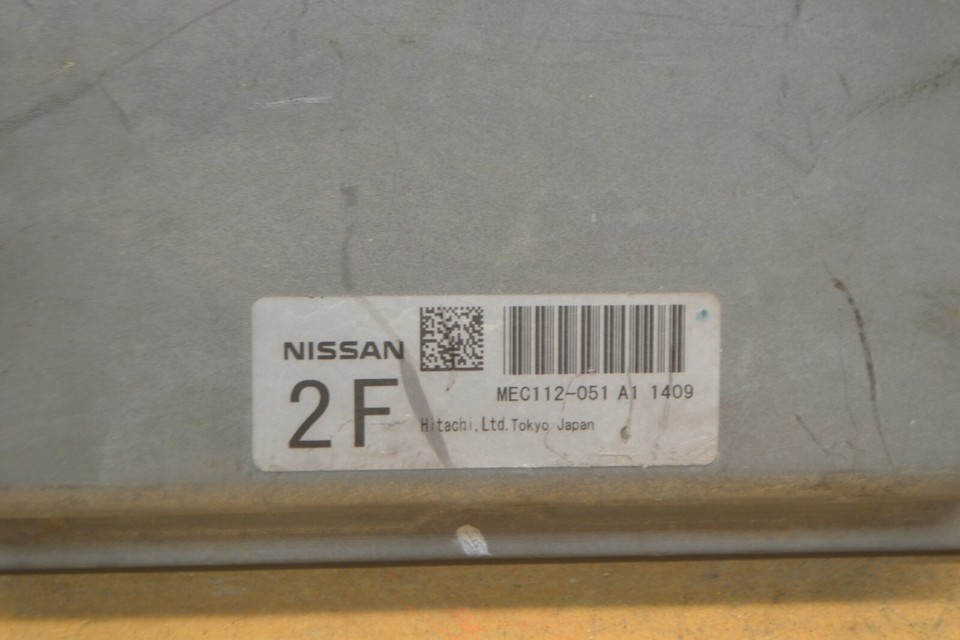 NISSAN
2F
MEC112-051 A1 1409
Hitachi,Ltd.Tokyo Japan